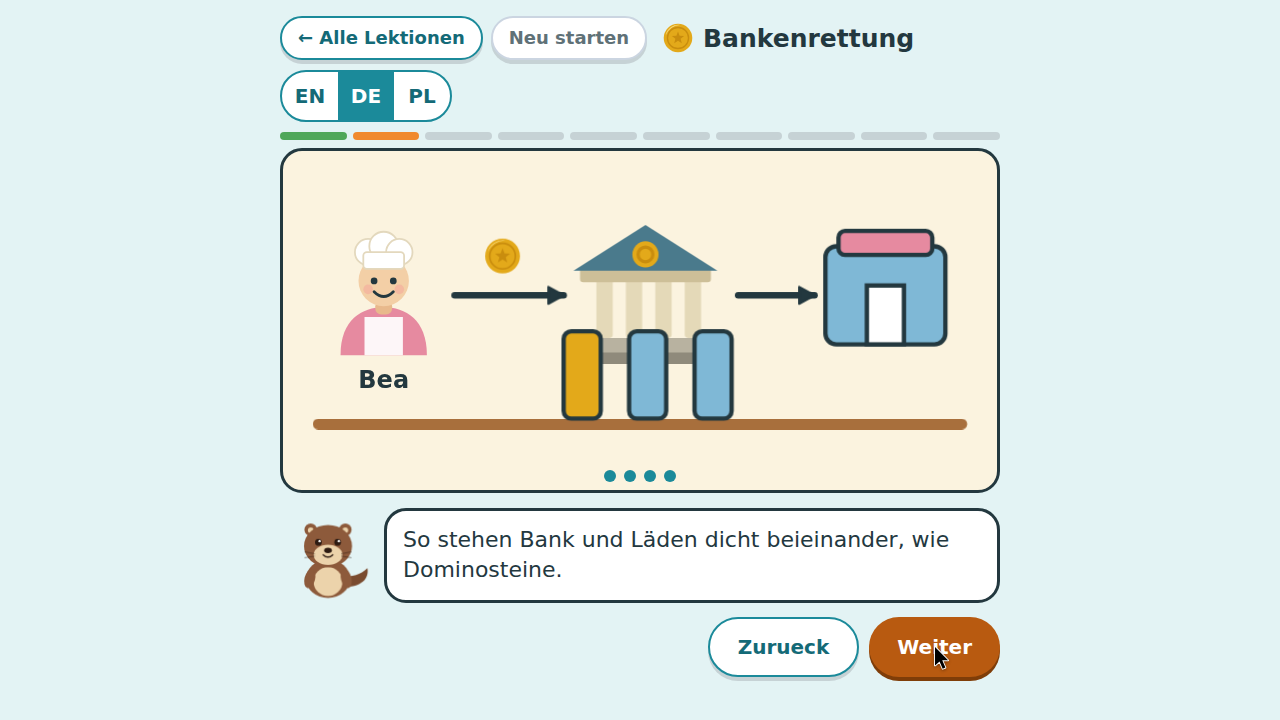 ← Alle Lektionen
Neu starten
Bankenrettung
EN DE PL
Bea
So stehen Bank und Läden dicht beieinander, wie
Dominosteine.
Zurueck
Weiter